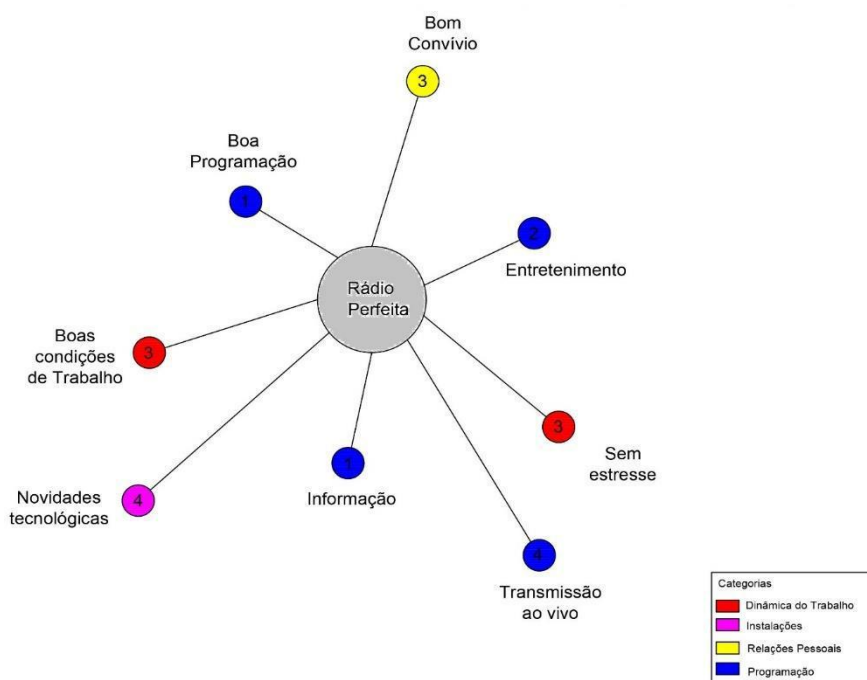 Bom
Convívio
3
Boa
Programação
1
2
Entretenimento
Rádio
Perfeita
Boas
condições
de Trabalho
3
3
Sem
estresse
1
Informação
Novidades
tecnológicas
4
4
Transmissão
ao vivo
Categorias
Dinâmica do Trabalho
Instalações
Relações Pessoais
Programação